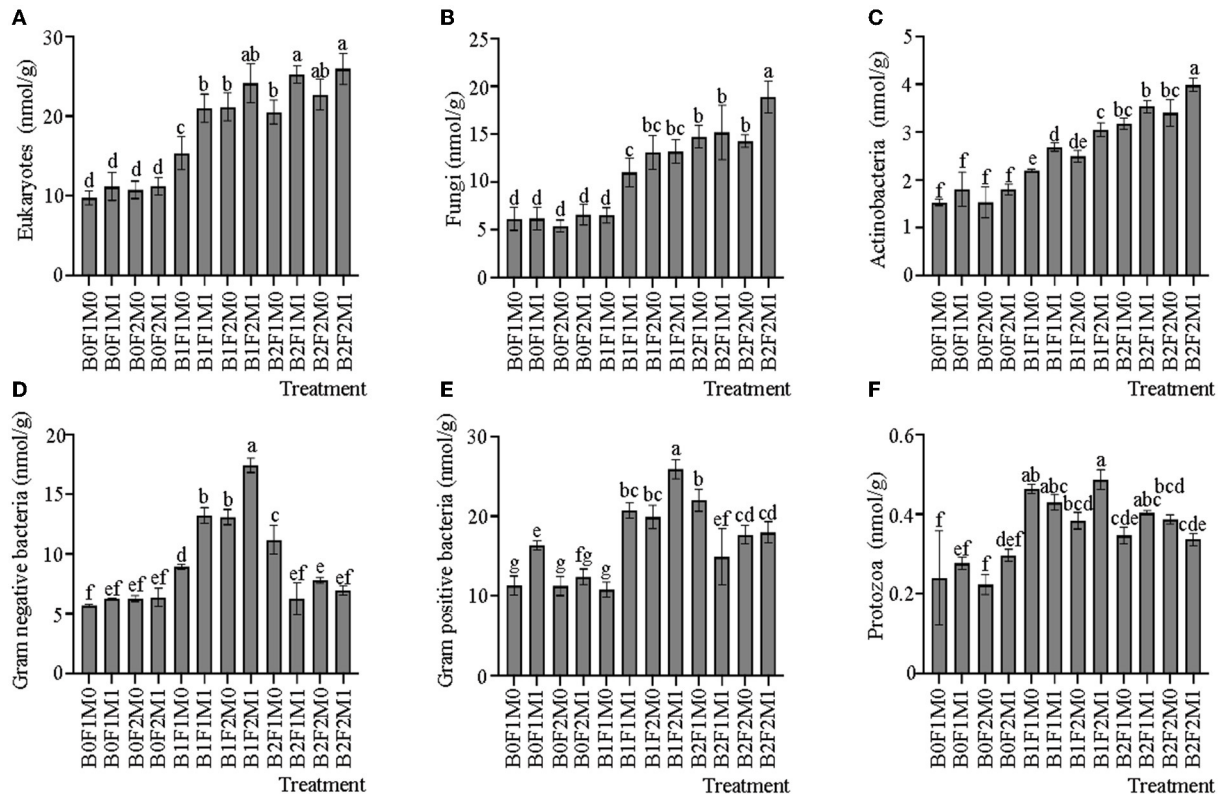 A
Eukaryotes (nmol/g)
30
20
10
0
d d d d c b b ab b a ab a
B0F1M0 B0F1M1 B0F2M0 B0F2M1 B1F1M0 B1F1M1 B1F2M0 B1F2M1 B2F1M0 B2F1M1 B2F2M0 B2F2M1
Treatment
B
Fungi (nmol/g)
25
20
15
10
5
0
d d d d d c bc bc b b b a
B0F1M0 B0F1M1 B0F2M0 B0F2M1 B1F1M0 B1F1M1 B1F2M0 B1F2M1 B2F1M0 B2F1M1 B2F2M0 B2F2M1
Treatment
C
Actinobacteria (nmol/g)
5
4
3
2
1
0
f f f f e d de c bc b bc a
B0F1M0 B0F1M1 B0F2M0 B0F2M1 B1F1M0 B1F1M1 B1F2M0 B1F2M1 B2F1M0 B2F1M1 B2F2M0 B2F2M1
Treatment
D
Gram negative bacteria (nmol/g)
20
15
10
5
0
f ef ef ef d b b a c ef e ef
B0F1M0 B0F1M1 B0F2M0 B0F2M1 B1F1M0 B1F1M1 B1F2M0 B1F2M1 B2F1M0 B2F1M1 B2F2M0 B2F2M1
Treatment
E
Gram positive bacteria (nmol/g)
30
20
10
0
g e g fg g bc bc a b ef cd cd
B0F1M0 B0F1M1 B0F2M0 B0F2M1 B1F1M0 B1F1M1 B1F2M0 B1F2M1 B2F1M0 B2F1M1 B2F2M0 B2F2M1
Treatment
F
Protozoa (nmol/g)
0.6
0.4
0.2
0
f ef f def ab abc bcd a cde abc bcd cde
B0F1M0 B0F1M1 B0F2M0 B0F2M1 B1F1M0 B1F1M1 B1F2M0 B1F2M1 B2F1M0 B2F1M1 B2F2M0 B2F2M1
Treatment